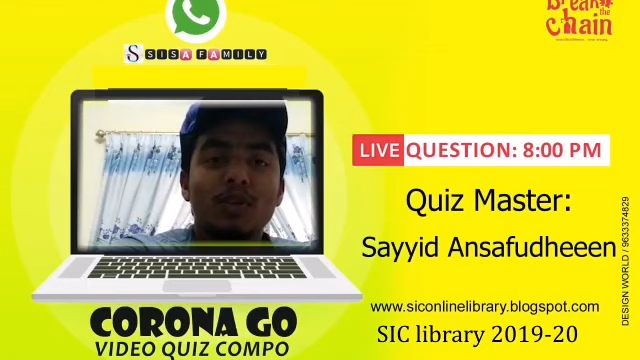 Break
the
chain
S SISA FAMILY
LIVE QUESTION: 8:00 PM
Quiz Master:
Sayyid Ansafudheeen
www.siconlinelibrary.blogspot.com
SIC library 2019-20
DESIGN WORLD / 9633374829
CORONA GO
VIDEO QUIZ COMPO